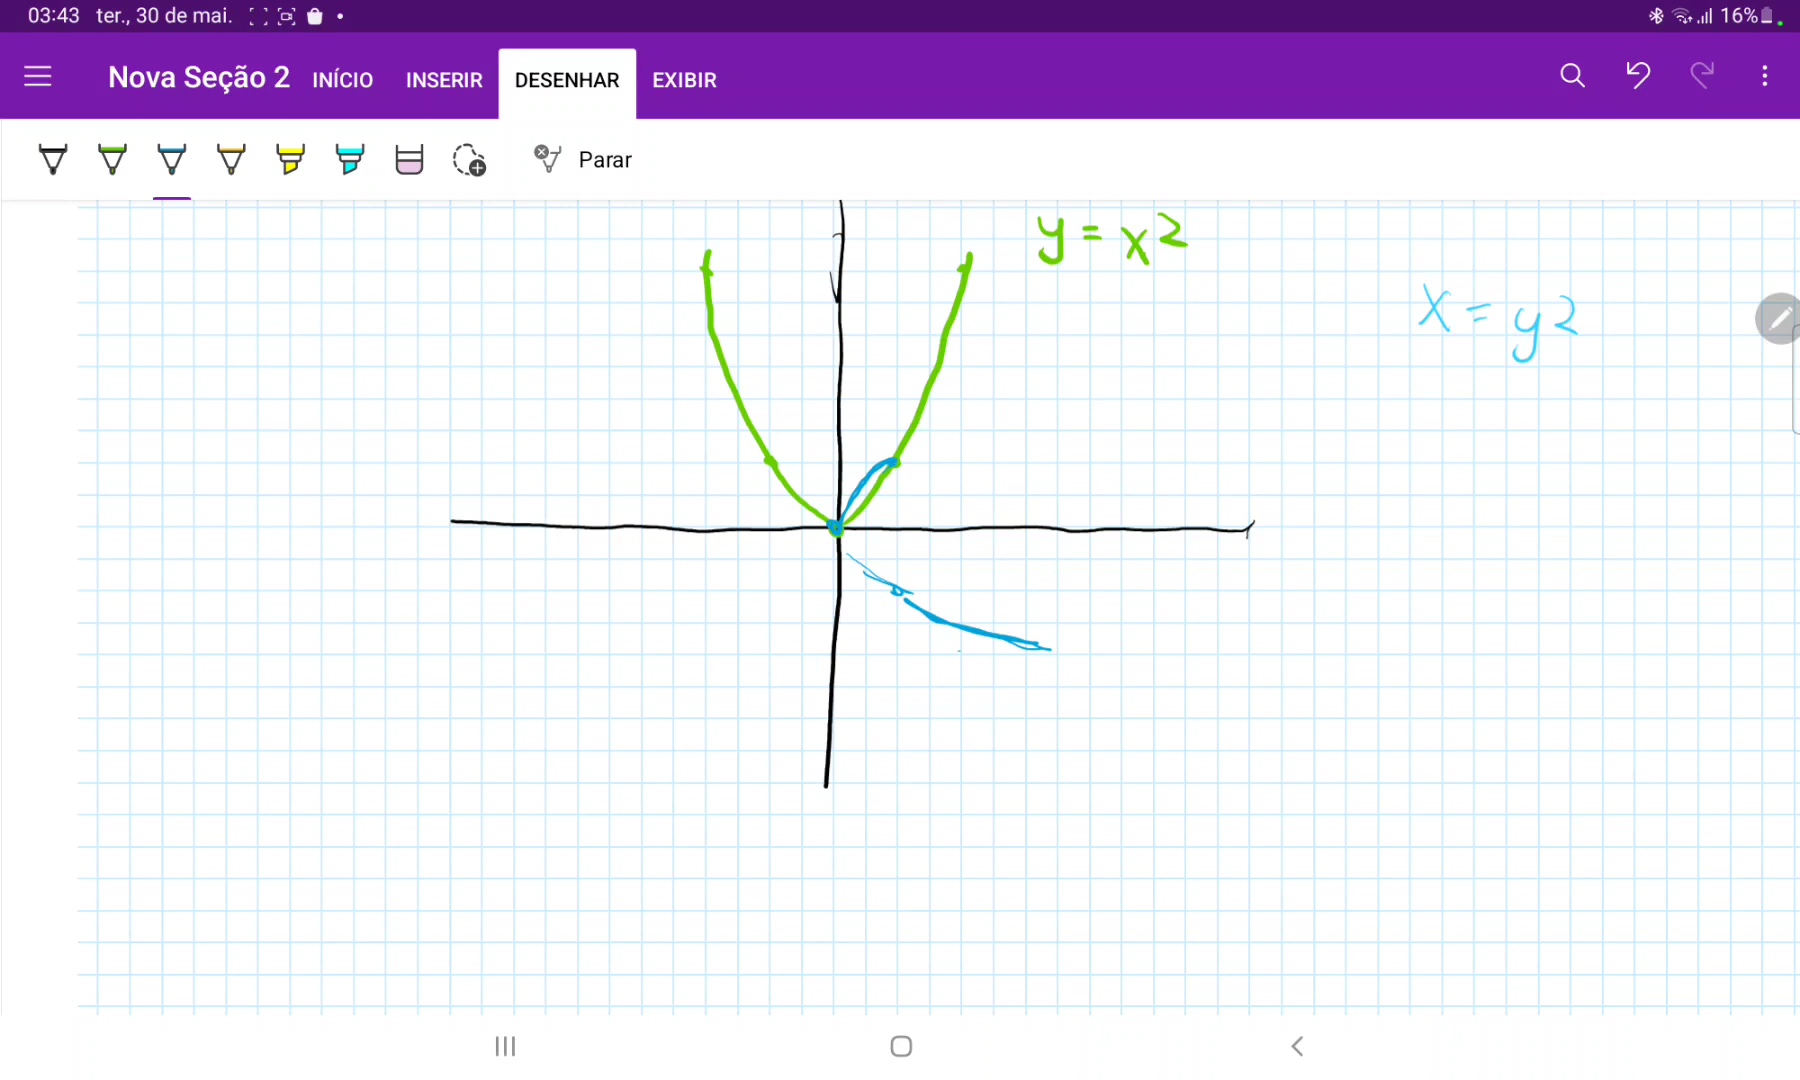 03:43 ter., 30 de mai. 16%
Nova Seção 2 INÍCIO INSERIR DESENHAR EXIBIR
Parar
y = x2
x = y2